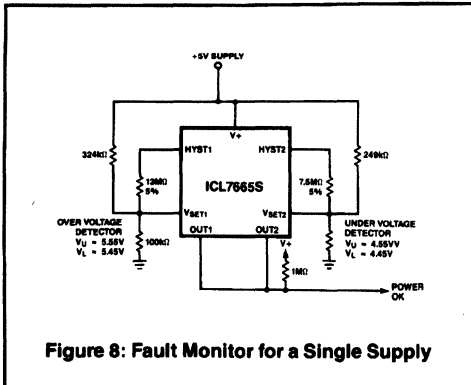 +5V SUPPLY
V+
324kΩ
HYST1
HYST2
249kΩ
13MΩ
5%
7.5MΩ
5%
ICL7665S
VSET1
VSET2
OVER VOLTAGE
DETECTOR
VU = 5.55V
VL = 5.45V
100kΩ
OUT1
OUT2
V+
UNDER VOLTAGE
DETECTOR
VU = 4.55VV
VL = 4.45V
1MΩ
POWER
OK
Figure 8: Fault Monitor for a Single Supply